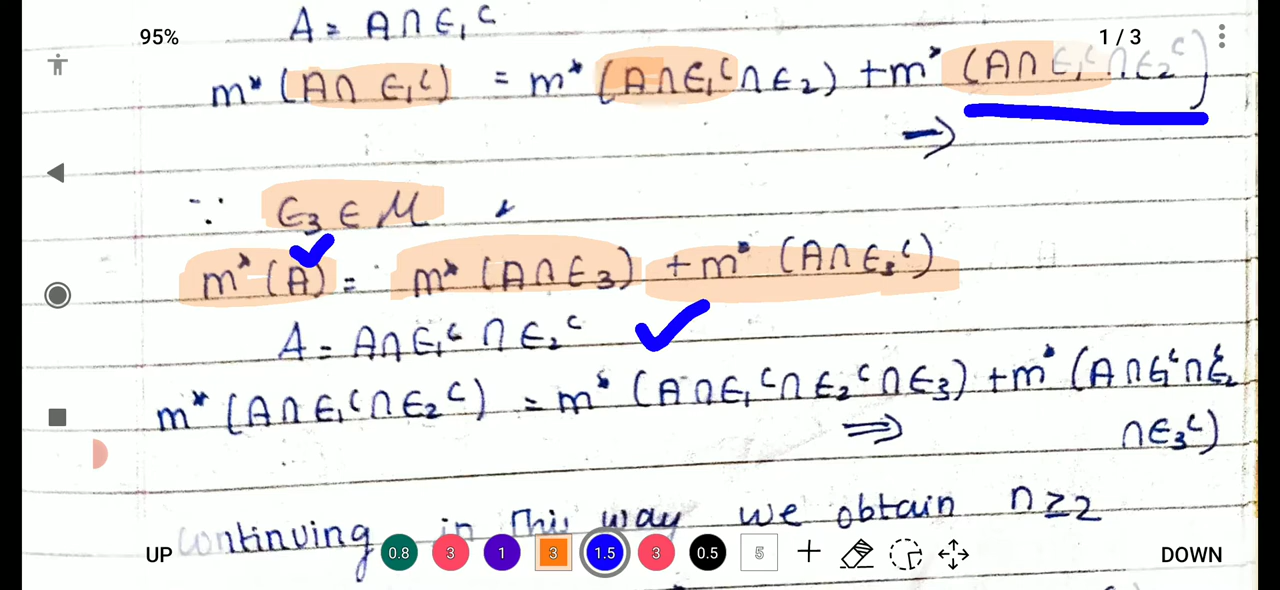 A = A∩E₁ᶜ
95%
1 / 3
m* (A∩ E₁ᶜ) = m* (A∩E₁ᶜ∩E₂) + m* (A∩E₁ᶜ∩E₂ᶜ)
⇒
∵ E₃ ∈ M
m* (A) = m* (A∩E₃) + m* (A∩E₃ᶜ)
A = A∩E₁ᶜ ∩E₂ᶜ
m* (A∩E₁ᶜ∩E₂ᶜ) = m* (A∩E₁ᶜ∩E₂ᶜ∩E₃) + m* (A∩E₁ᶜ∩E₂ᶜ
⇒ ∩E₃ᶜ)
continuing in this way we obtain n≥2
UP 0.8 3 1 3 1.5 3 0.5 5 + DOWN